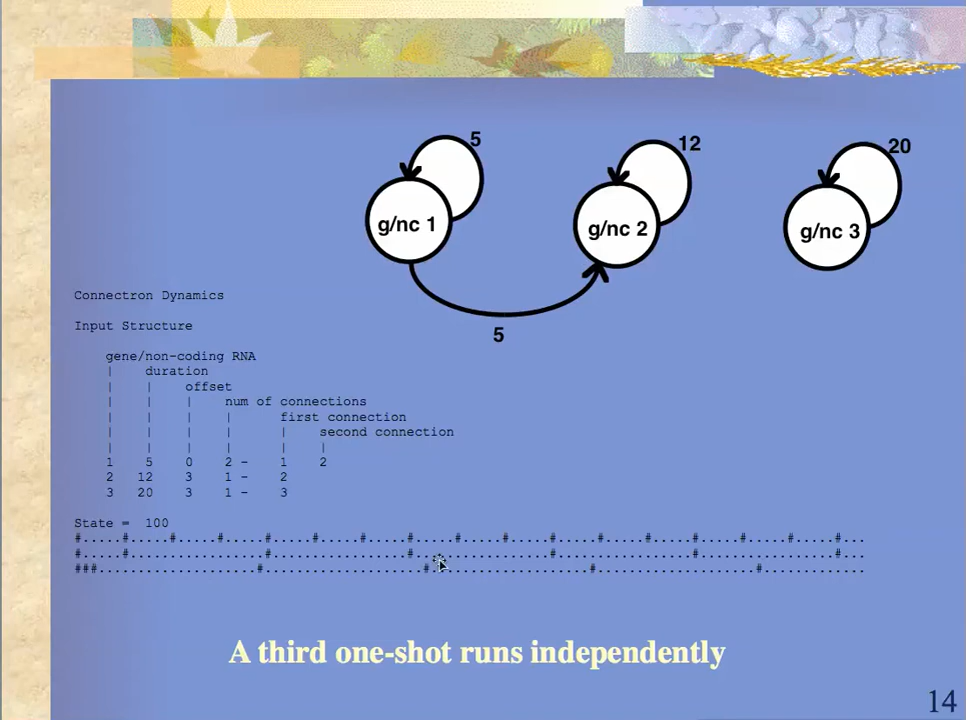 5
12
20
g/nc 1
g/nc 2
g/nc 3
5
Connectron Dynamics
Input Structure
gene/non-coding RNA
| duration
| | offset
| | | num of connections
| | | | first connection
| | | | | second connection
| | | | | |
1 5 0 2 - 1 2
2 12 3 1 - 2
3 20 3 1 - 3
State = 100
#.....#.....#.....#.....#.....#.....#.....#.....#.....#.....#.....#.....#.....#.....#.....#.....#...
#.....#.................#.................#.................#.................#.................#...
###....................#....................#....................#....................#.............
A third one-shot runs independently
14